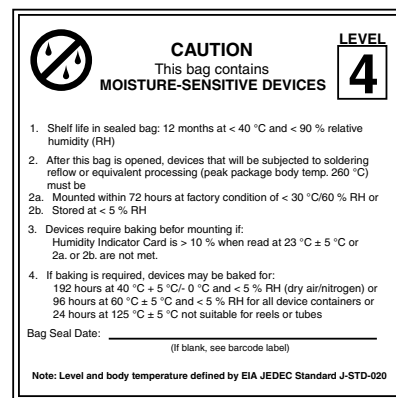 LEVEL
CAUTION
This bag contains
MOISTURE-SENSITIVE DEVICES
4
1. Shelf life in sealed bag: 12 months at < 40 °C and < 90 % relative
humidity (RH)
2. After this bag is opened, devices that will be subjected to soldering
reflow or equivalent processing (peak package body temp. 260 °C)
must be
2a. Mounted within 72 hours at factory condition of < 30 °C/60 % RH or
2b. Stored at < 5 % RH
3. Devices require baking befor mounting if:
Humidity Indicator Card is > 10 % when read at 23 °C ± 5 °C or
2a. or 2b. are not met.
4. If baking is required, devices may be baked for:
192 hours at 40 °C + 5 °C/- 0 °C and < 5 % RH (dry air/nitrogen) or
96 hours at 60 °C ± 5 °C and < 5 % RH for all device containers or
24 hours at 125 °C ± 5 °C not suitable for reels or tubes
Bag Seal Date:
(If blank, see barcode label)
Note: Level and body temperature defined by EIA JEDEC Standard J-STD-020